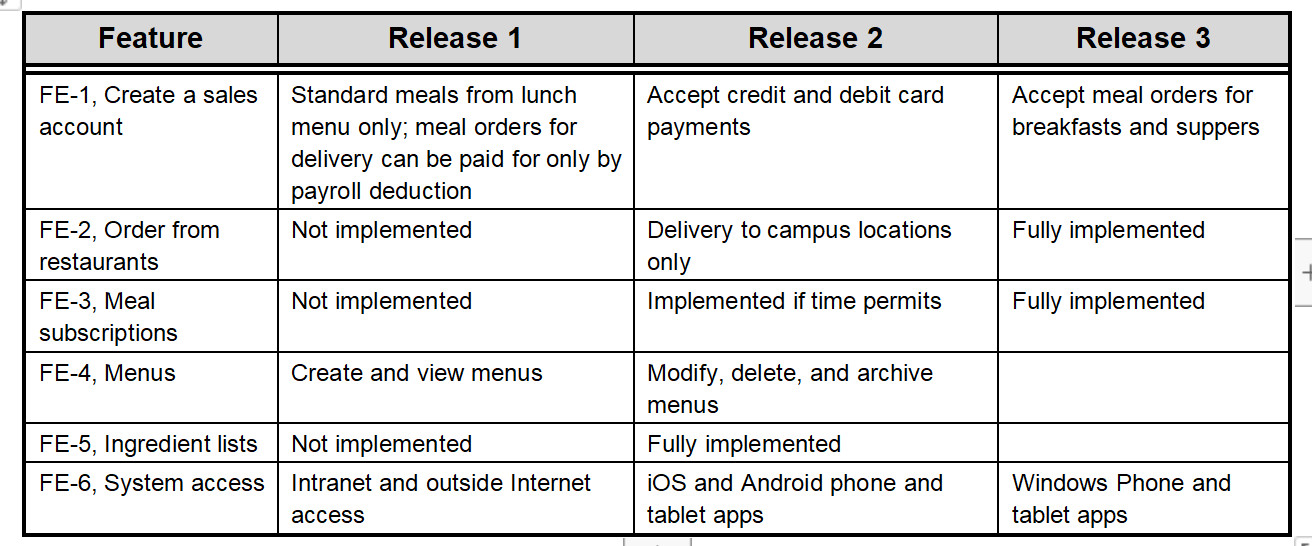 Feature Release 1 Release 2 Release 3
FE-1, Create a sales account
Standard meals from lunch menu only; meal orders for delivery can be paid for only by payroll deduction
Accept credit and debit card payments
Accept meal orders for breakfasts and suppers
FE-2, Order from restaurants
Not implemented
Delivery to campus locations only
Fully implemented
FE-3, Meal subscriptions
Not implemented
Implemented if time permits
Fully implemented
FE-4, Menus
Create and view menus
Modify, delete, and archive menus
FE-5, Ingredient lists
Not implemented
Fully implemented
FE-6, System access
Intranet and outside Internet access
iOS and Android phone and tablet apps
Windows Phone and tablet apps